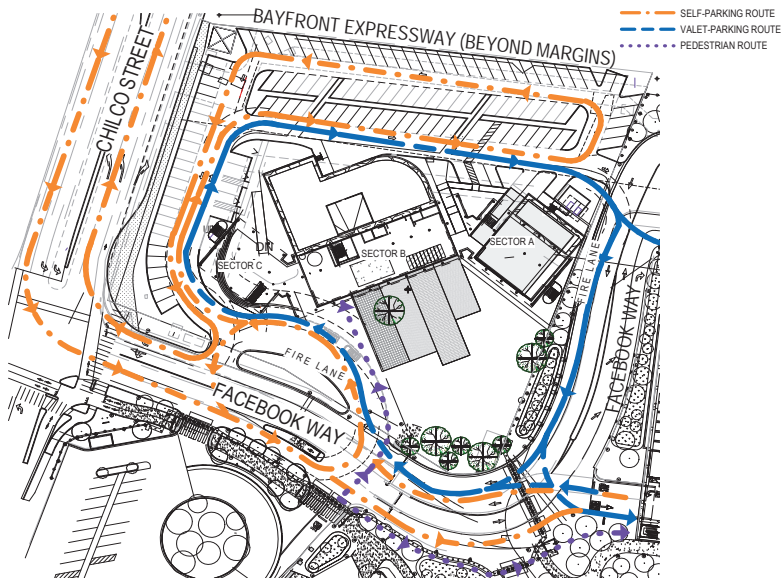 BAYFRONT EXPRESSWAY (BEYOND MARGINS)
SELF-PARKING ROUTE
VALET-PARKING ROUTE
PEDESTRIAN ROUTE
CHILCO STREET
DN
SECTOR C
SECTOR B
SECTOR A
FIRE LANE
FACEBOOK WAY
FIRE LANE
FACEBOOK WAY